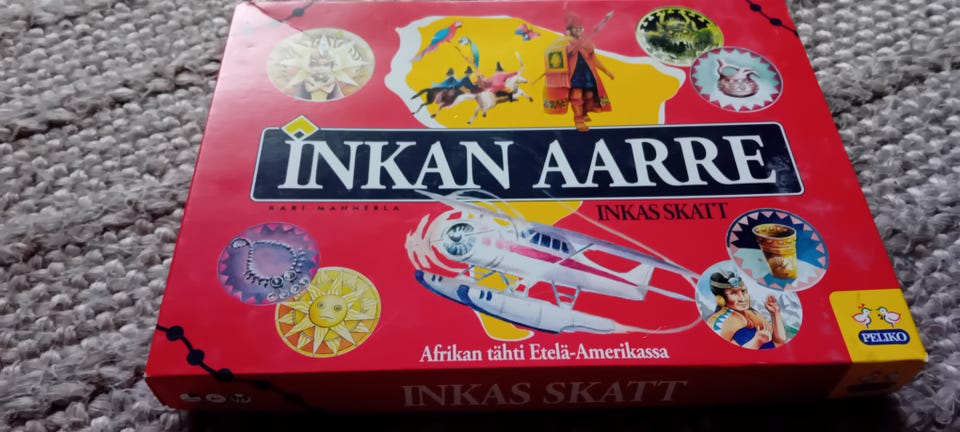 INKAN AARRE
KARI MANNERLA
INKAS SKATT
Afrikan tähti Etelä-Amerikassa
PELIKO
INKAS SKATT